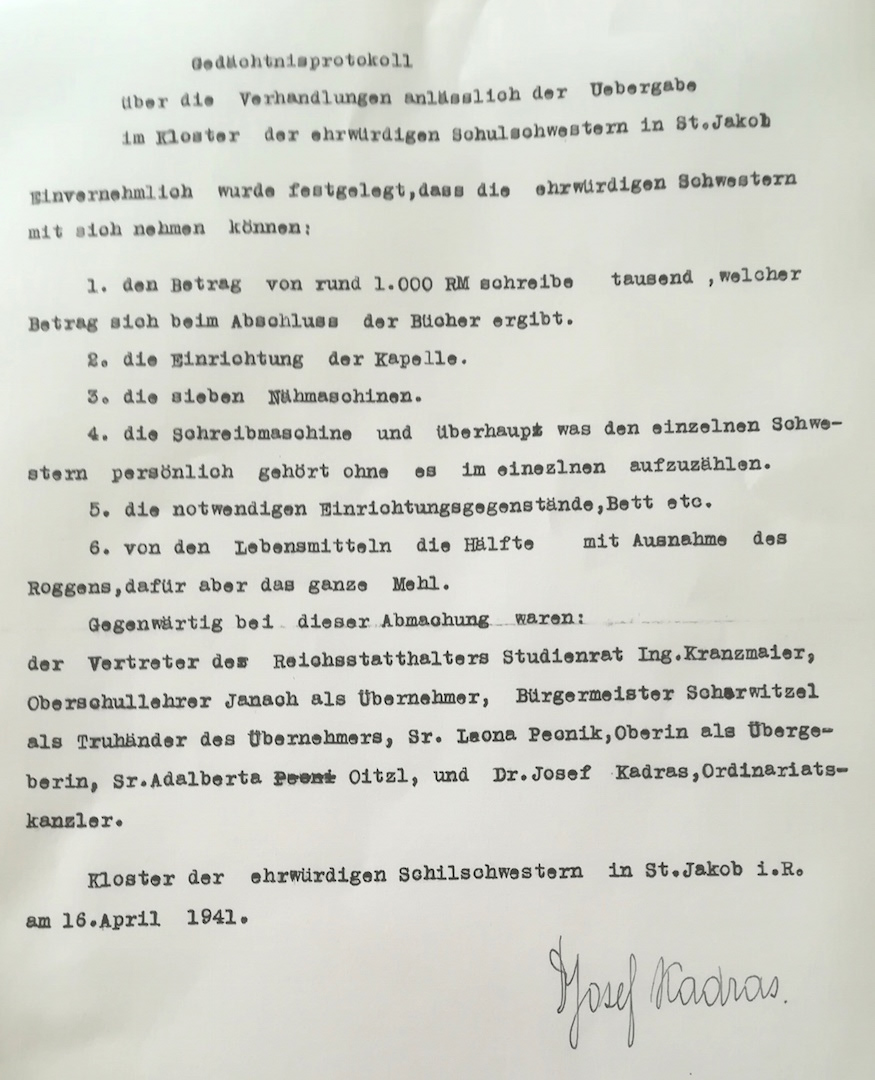 Gedächtnisprotokoll
über die Verhandlungen anlässlich der Uebergabe
im Kloster der ehrwürdigen Schulschwestern in St.Jakob
Einvernehmlich wurde festgelegt,dass die ehrwürdigen Schwestern
mit sich nehmen können:
1. den Betrag von rund 1.000 RM schreibe tausend ,welcher
Betrag sich beim Abschluss der Bücher ergibt.
2. die Einrichtung der Kapelle.
3. die sieben Nähmaschinen.
4. die Schreibmaschine und überhaupt was den einzelnen Schwe-
stern persönlich gehört ohne es im einezlnen aufzuzählen.
5. die notwendigen Einrichtungsgegenstände,Bett etc.
6. von den Lebensmitteln die Hälfte mit Ausnahme des
Roggens,dafür aber das ganze Mehl.
Gegenwärtig bei dieser Abmachung waren:
der Vertreter des Reichsstatthalters Studienrat Ing.Kranzmaier,
Oberschullehrer Janach als Übernehmer, Bürgermeister Scharwitzel
als Truhänder des Übernehmers, Sr. Leona Pecnik,Oberin als Überge-
berin, Sr.Adalberta Oitzl, und Dr.Josef Kadras,Ordinariats-
kanzler.
Kloster der ehrwürdigen Schilschwestern in St.Jakob i.R.
am 16.April 1941.
DrJosef Kadras.